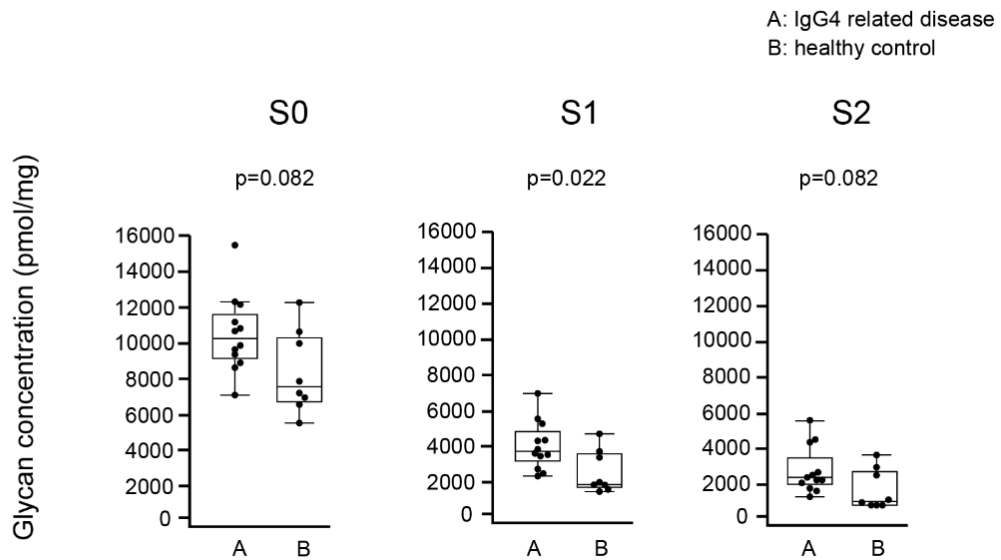 A: IgG4 related disease
B: healthy control
S0
S1
S2
p=0.082
p=0.022
p=0.082
Glycan concentration (pmol/mg)
16000
14000
12000
10000
8000
6000
4000
2000
0
A B
16000
14000
12000
10000
8000
6000
4000
2000
0
A B
16000
14000
12000
10000
8000
6000
4000
2000
0
A B